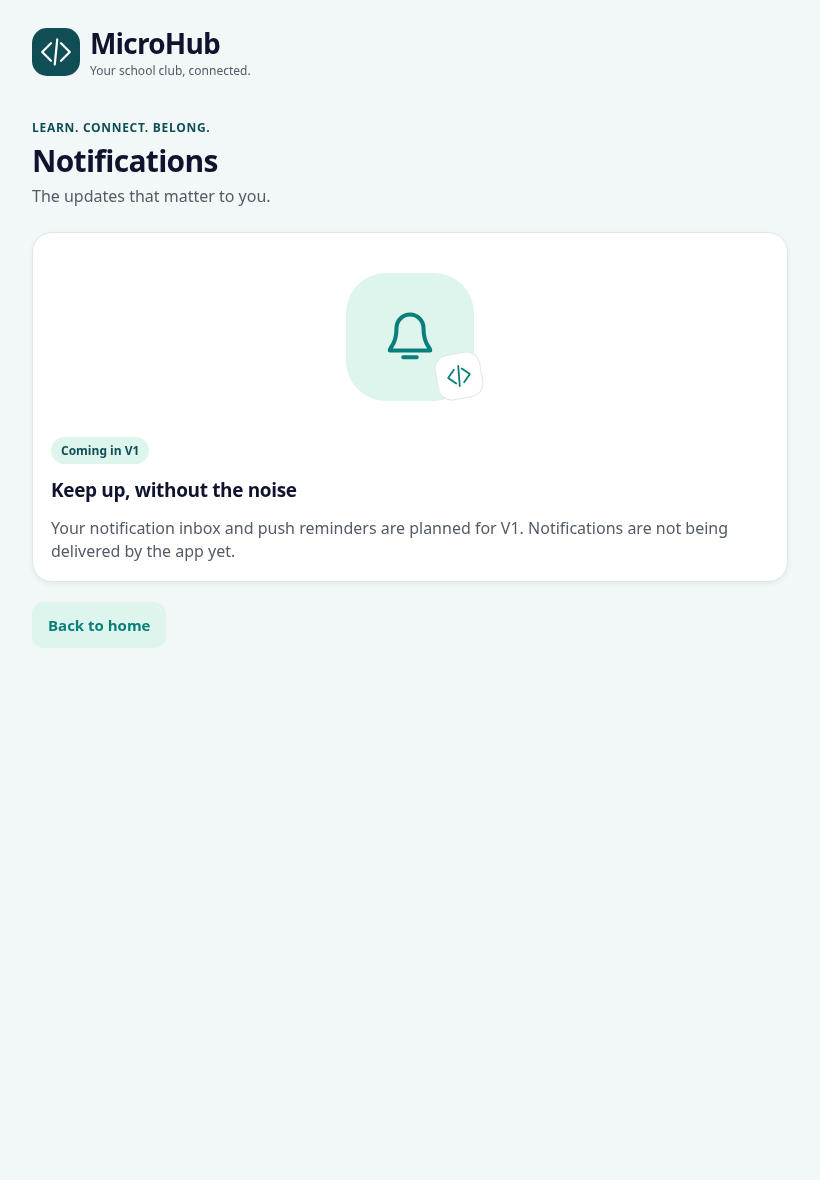 MicroHub
Your school club, connected.
LEARN. CONNECT. BELONG.
Notifications
The updates that matter to you.
Coming in V1
Keep up, without the noise
Your notification inbox and push reminders are planned for V1. Notifications are not being
delivered by the app yet.
Back to home